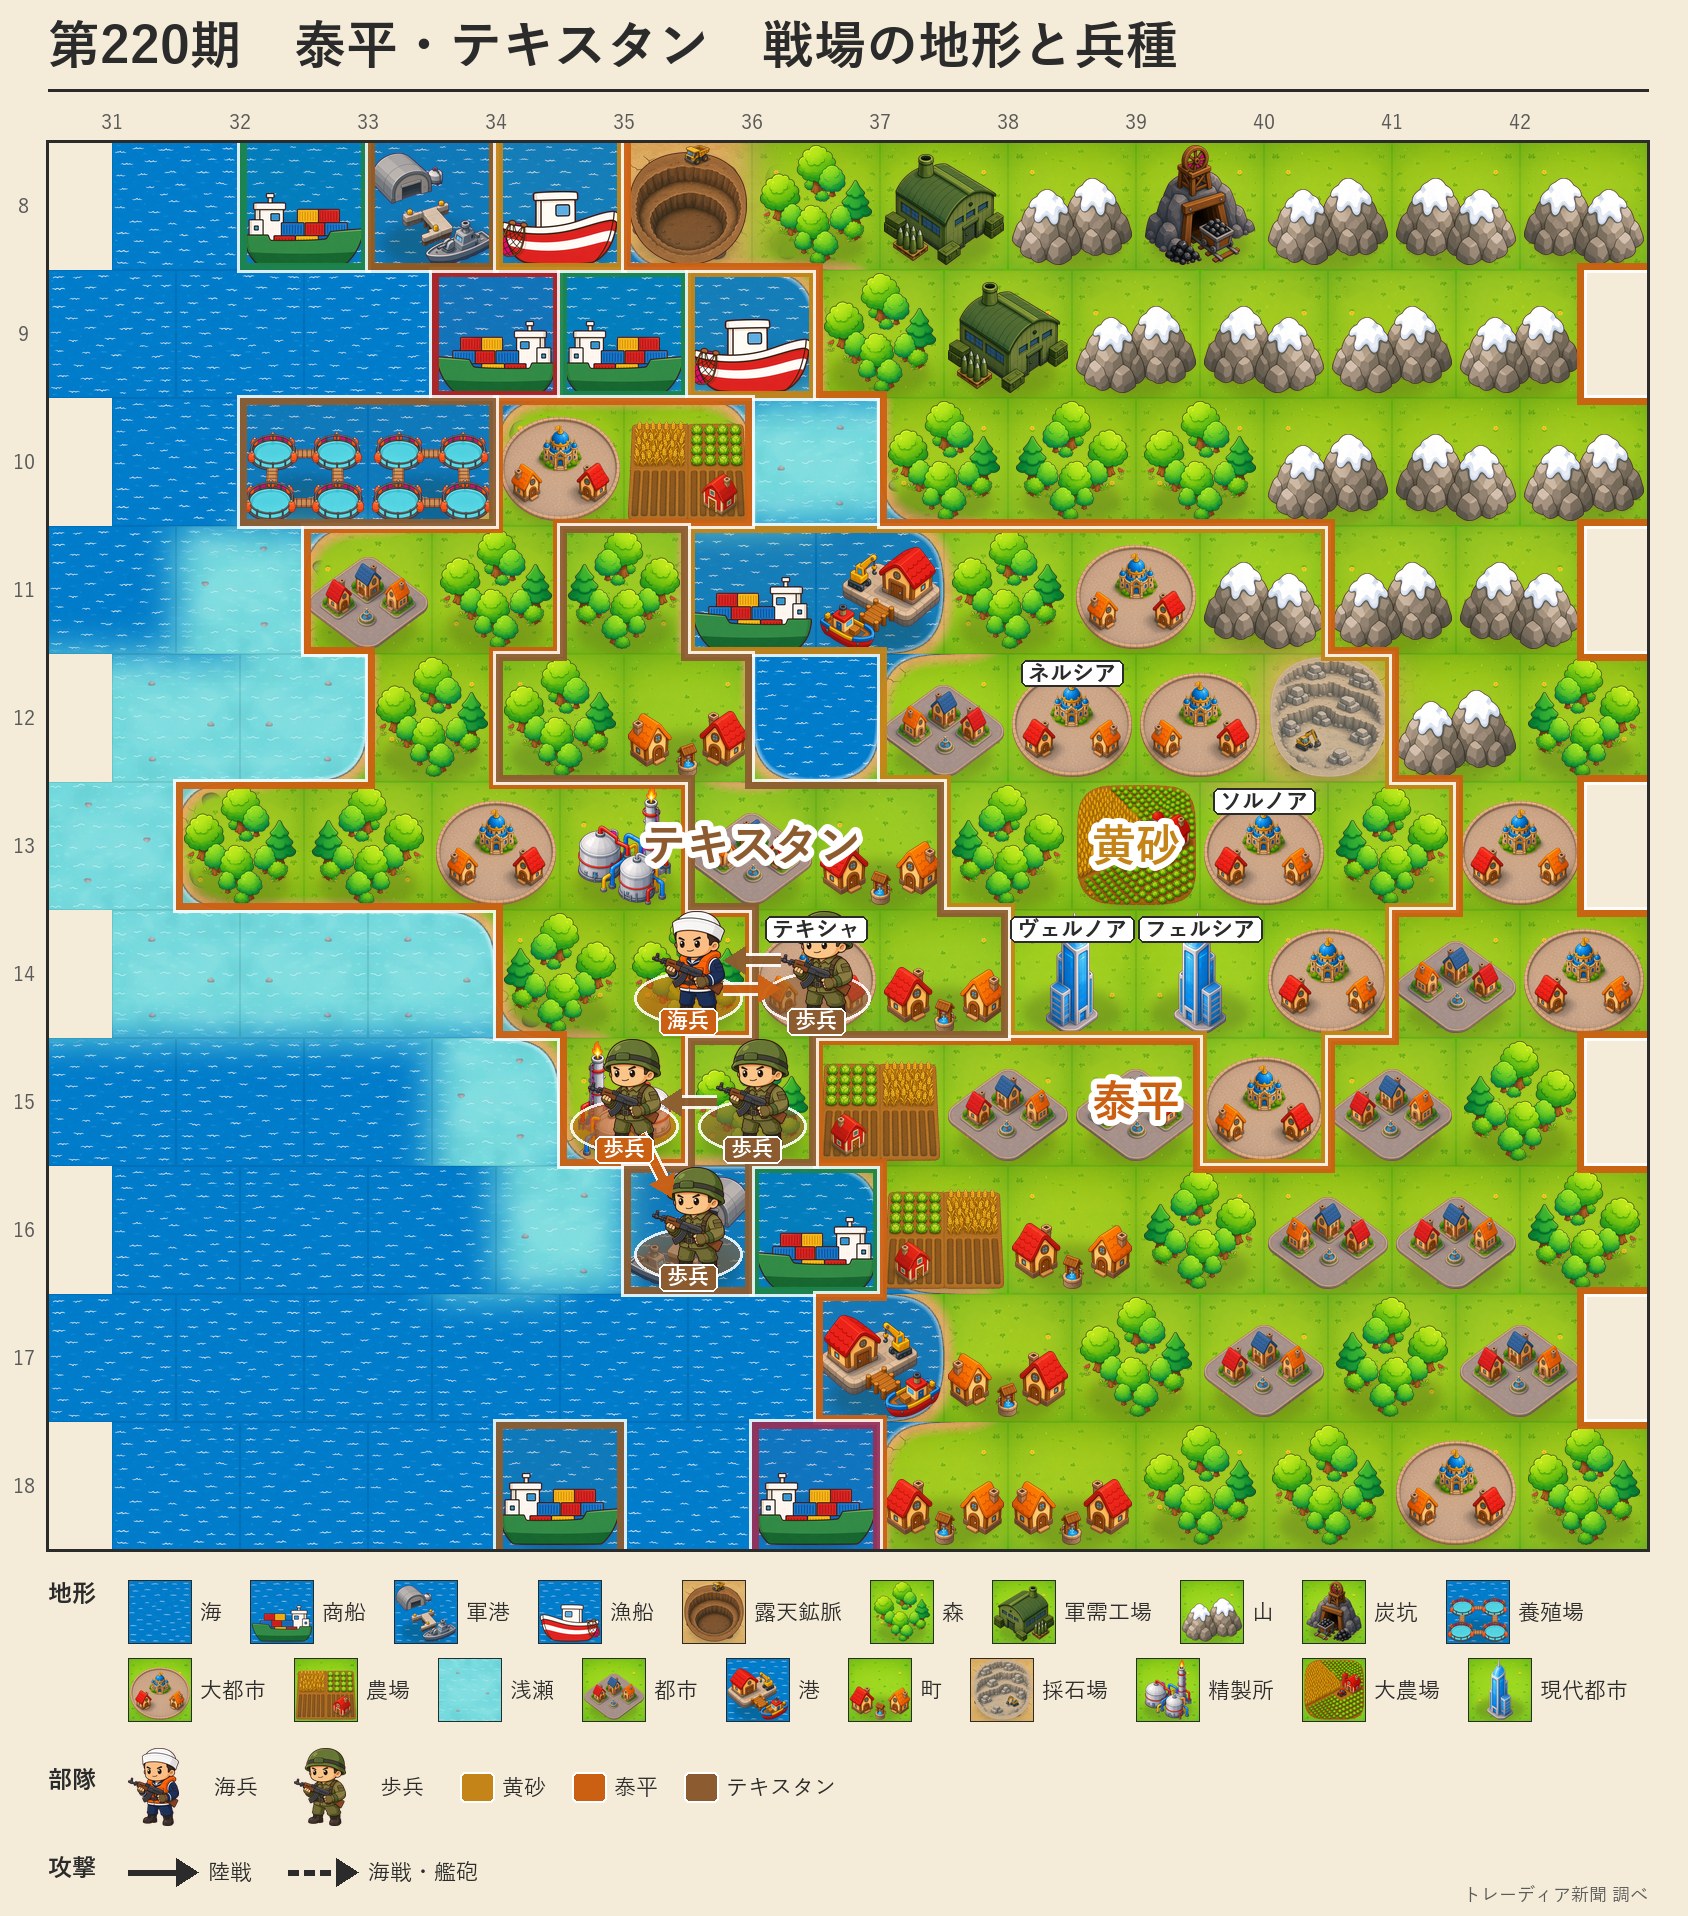 第220期　泰平・テキスタン　戦場の地形と兵種
31 32 33 34 35 36 37 38 39 40 41 42
8
9
10
11
12
ネルシア
13
ソルノア
テキスタン
黄砂
14
テキシャ
ヴェルノア
フェルシア
海兵
歩兵
15
泰平
歩兵
歩兵
16
歩兵
17
18
地形 海 商船 軍港 漁船 露天鉱脈 森 軍需工場 山 炭坑 養殖場
大都市 農場 浅瀬 都市 港 町 採石場 精製所 大農場 現代都市
部隊 海兵 歩兵 黄砂 泰平 テキスタン
攻撃 陸戦 海戦・艦砲
トレーディア新聞 調べ